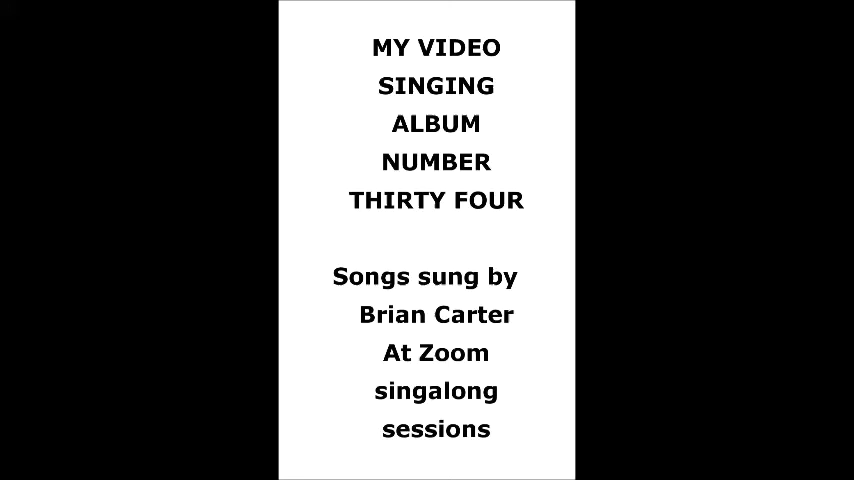 MY VIDEO
SINGING
ALBUM
NUMBER
THIRTY FOUR
Songs sung by
Brian Carter
At Zoom
singalong
sessions